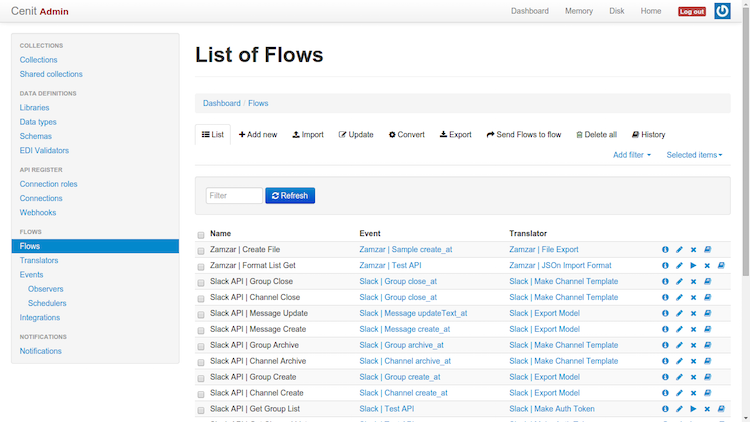 Cenit Admin Dashboard Memory Disk Home Log out
COLLECTIONS
Collections
Shared collections
DATA DEFINITIONS
Libraries
Data types
Schemas
EDI Validators
API REGISTER
Connection roles
Connections
Webhooks
FLOWS
Flows
Translators
Events
Observers
Schedulers
Integrations
NOTIFICATIONS
Notifications
List of Flows
Dashboard / Flows
List Add new Import Update Convert Export Send Flows to flow Delete all History
Add filter Selected items
Filter Refresh
Name Event Translator
Zamzar | Create File Zamzar | Sample create_at Zamzar | File Export
Zamzar | Format List Get Zamzar | Test API Zamzar | JSOn Import Format
Slack API | Group Close Slack | Group close_at Slack | Make Channel Template
Slack API | Channel Close Slack | Group close_at Slack | Make Channel Template
Slack API | Message Update Slack | Message updateText_at Slack | Export Model
Slack API | Message Create Slack | Message create_at Slack | Export Model
Slack API | Group Archive Slack | Group archive_at Slack | Make Channel Template
Slack API | Channel Archive Slack | Channel archive_at Slack | Make Channel Template
Slack API | Group Create Slack | Group create_at Slack | Export Model
Slack API | Channel Create Slack | Channel create_at Slack | Export Model
Slack API | Get Group List Slack | Test API Slack | Make Auth Token